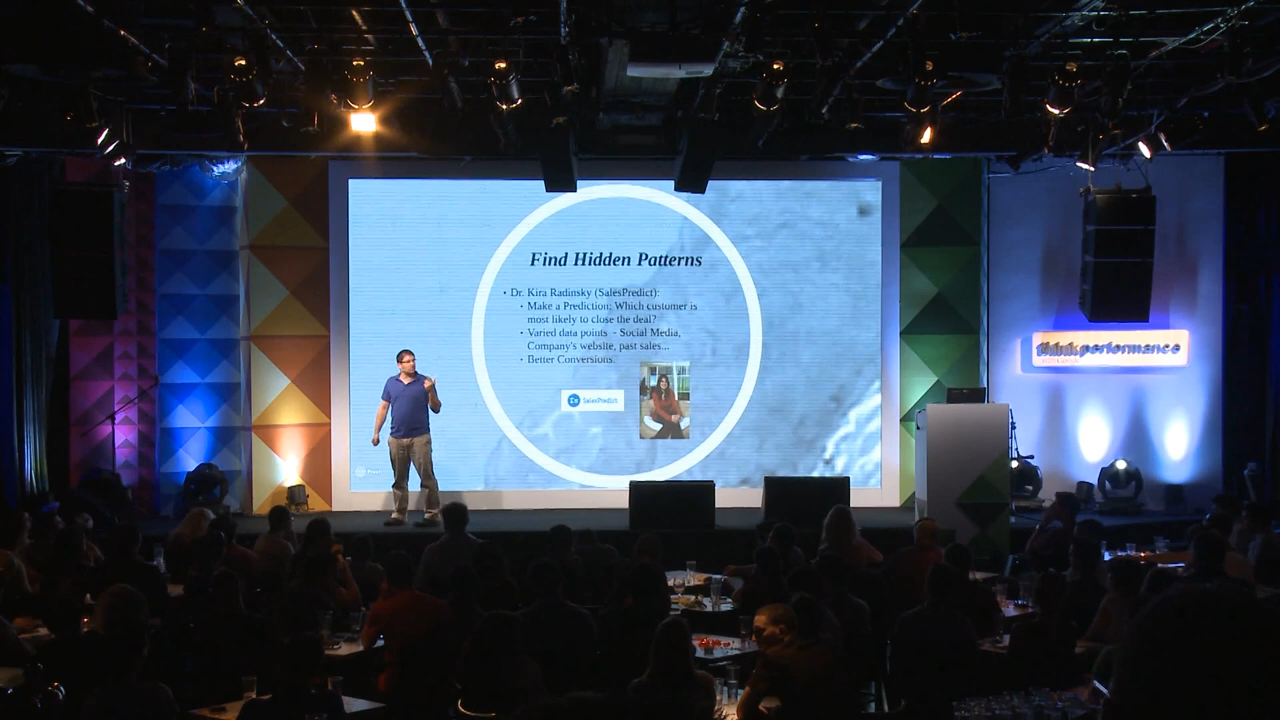 Find Hidden Patterns
• Dr. Kira Radinsky (SalesPredict):
• Make a Prediction: Which customer is
most likely to close the deal?
• Varied data points - Social Media,
Company's website, past sales...
• Better Conversions.
SalesPredict
thinkperformance